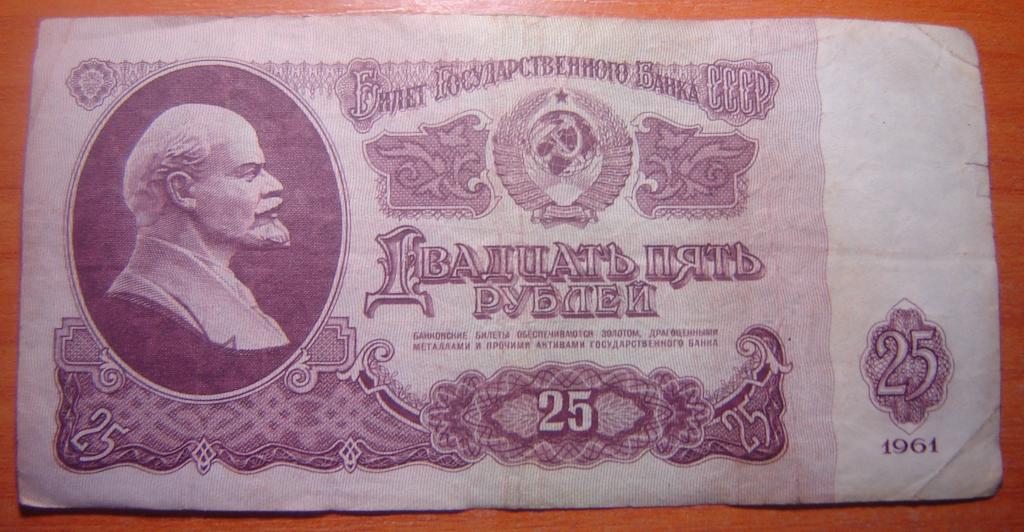 Билет Государственного Банка СССР
Двадцать пять
рублей
БАНКОВСКИЕ БИЛЕТЫ ОБЕСПЕЧИВАЮТСЯ ЗОЛОТОМ, ДРАГОЦЕННЫМИ
МЕТАЛЛАМИ И ПРОЧИМИ АКТИВАМИ ГОСУДАРСТВЕННОГО БАНКА
25
25
25
25
1961